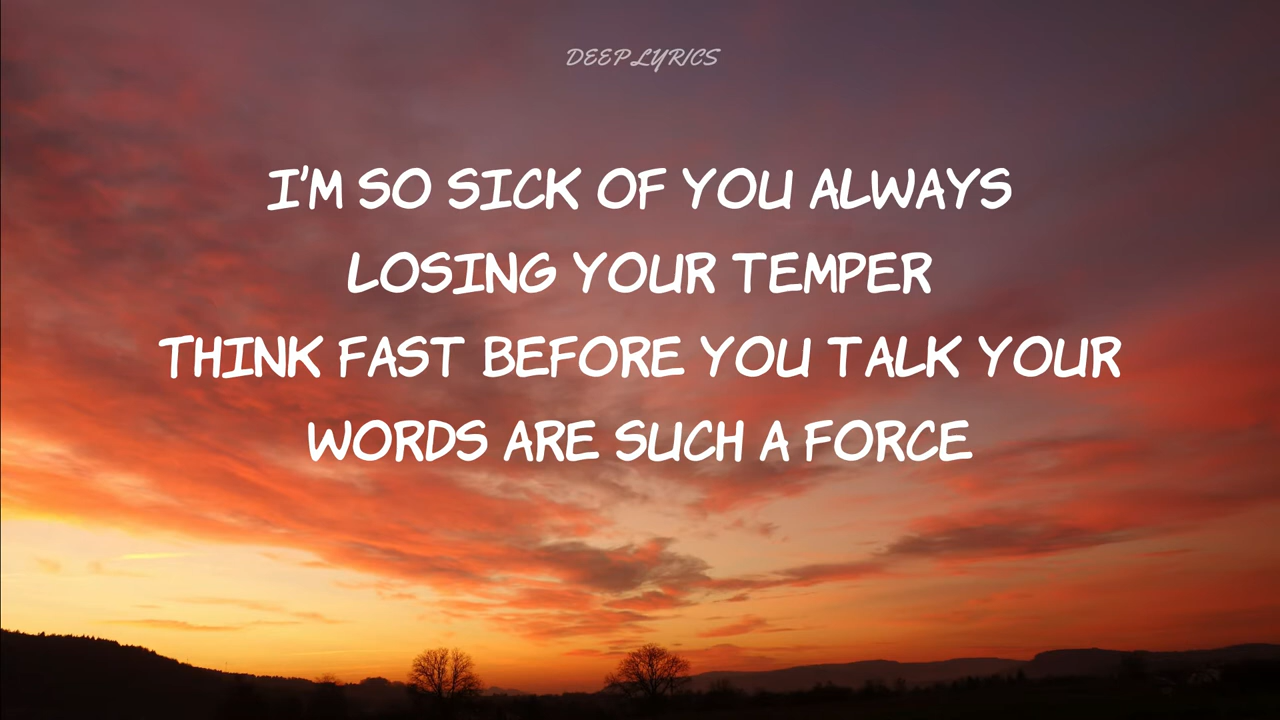 DEEP LYRICS
I'M SO SICK OF YOU ALWAYS
LOSING YOUR TEMPER
THINK FAST BEFORE YOU TALK YOUR
WORDS ARE SUCH A FORCE